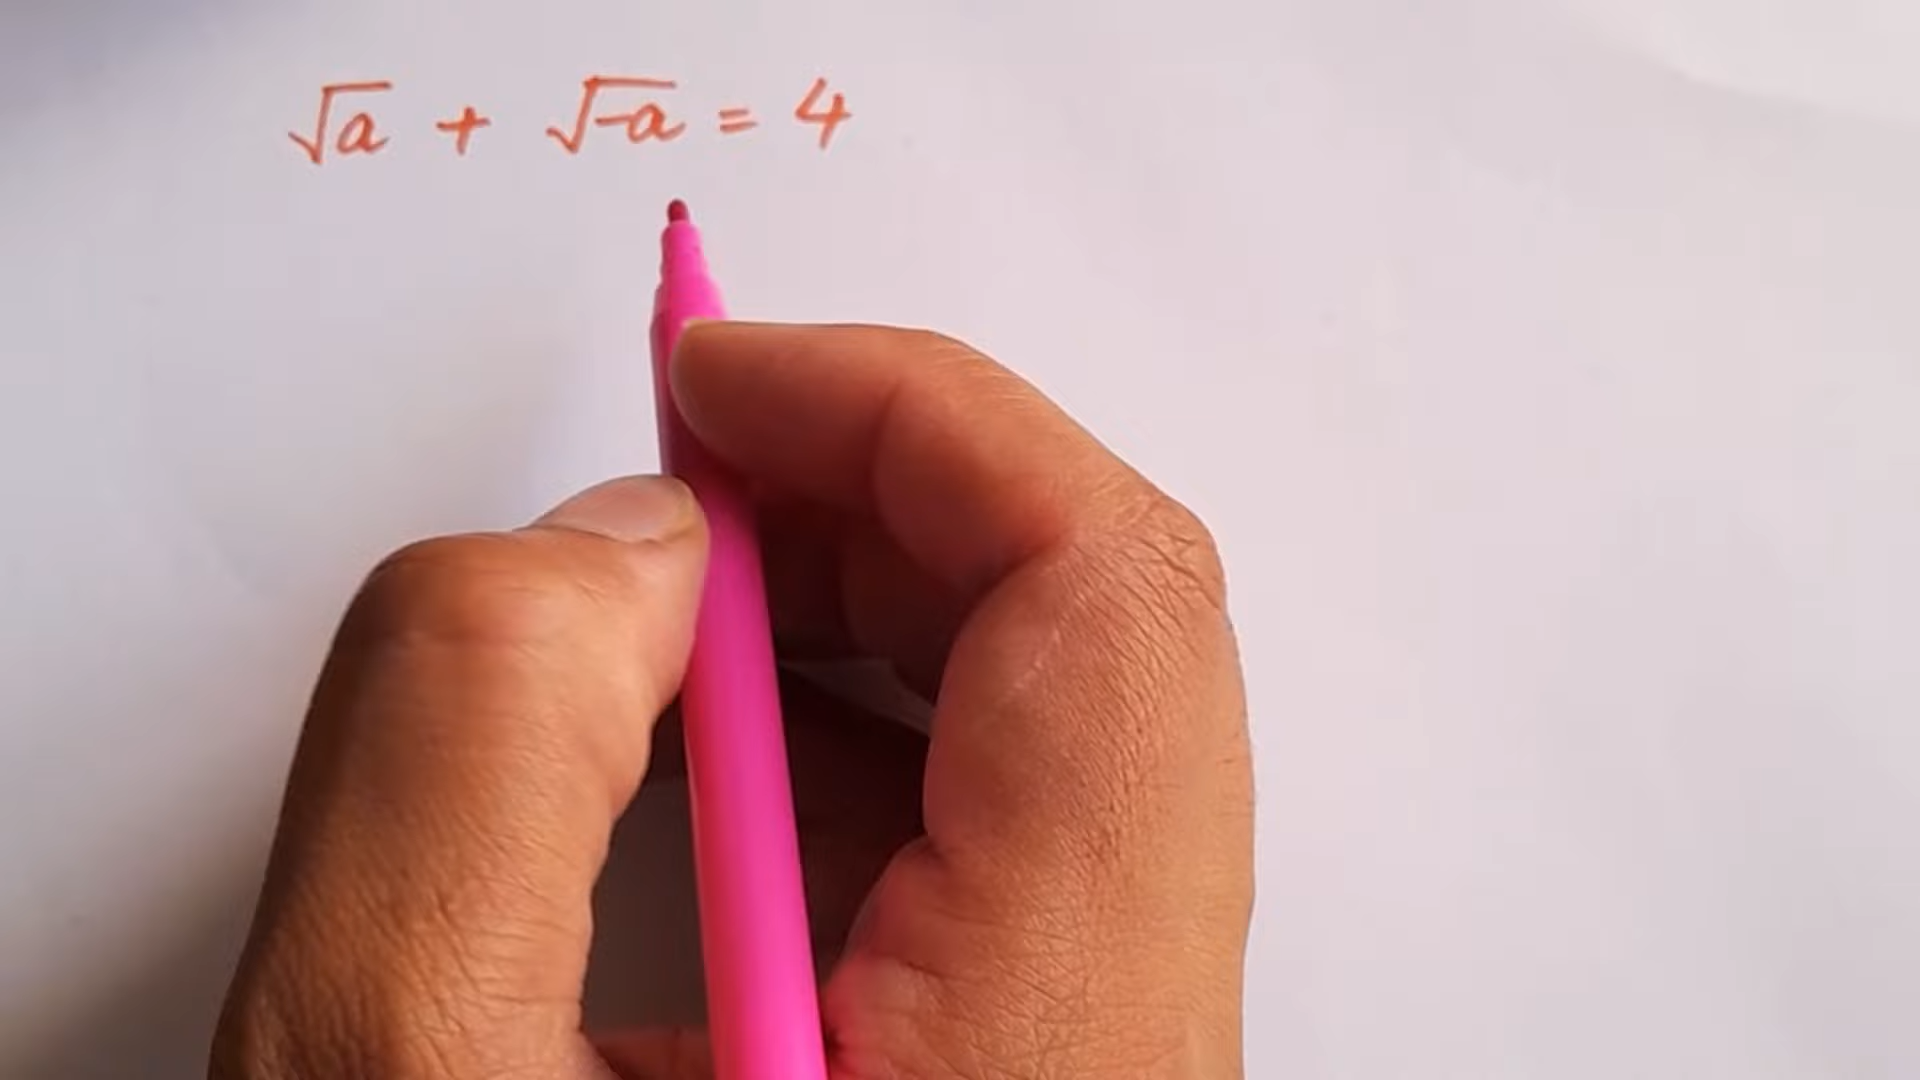 √a + √-a = 4